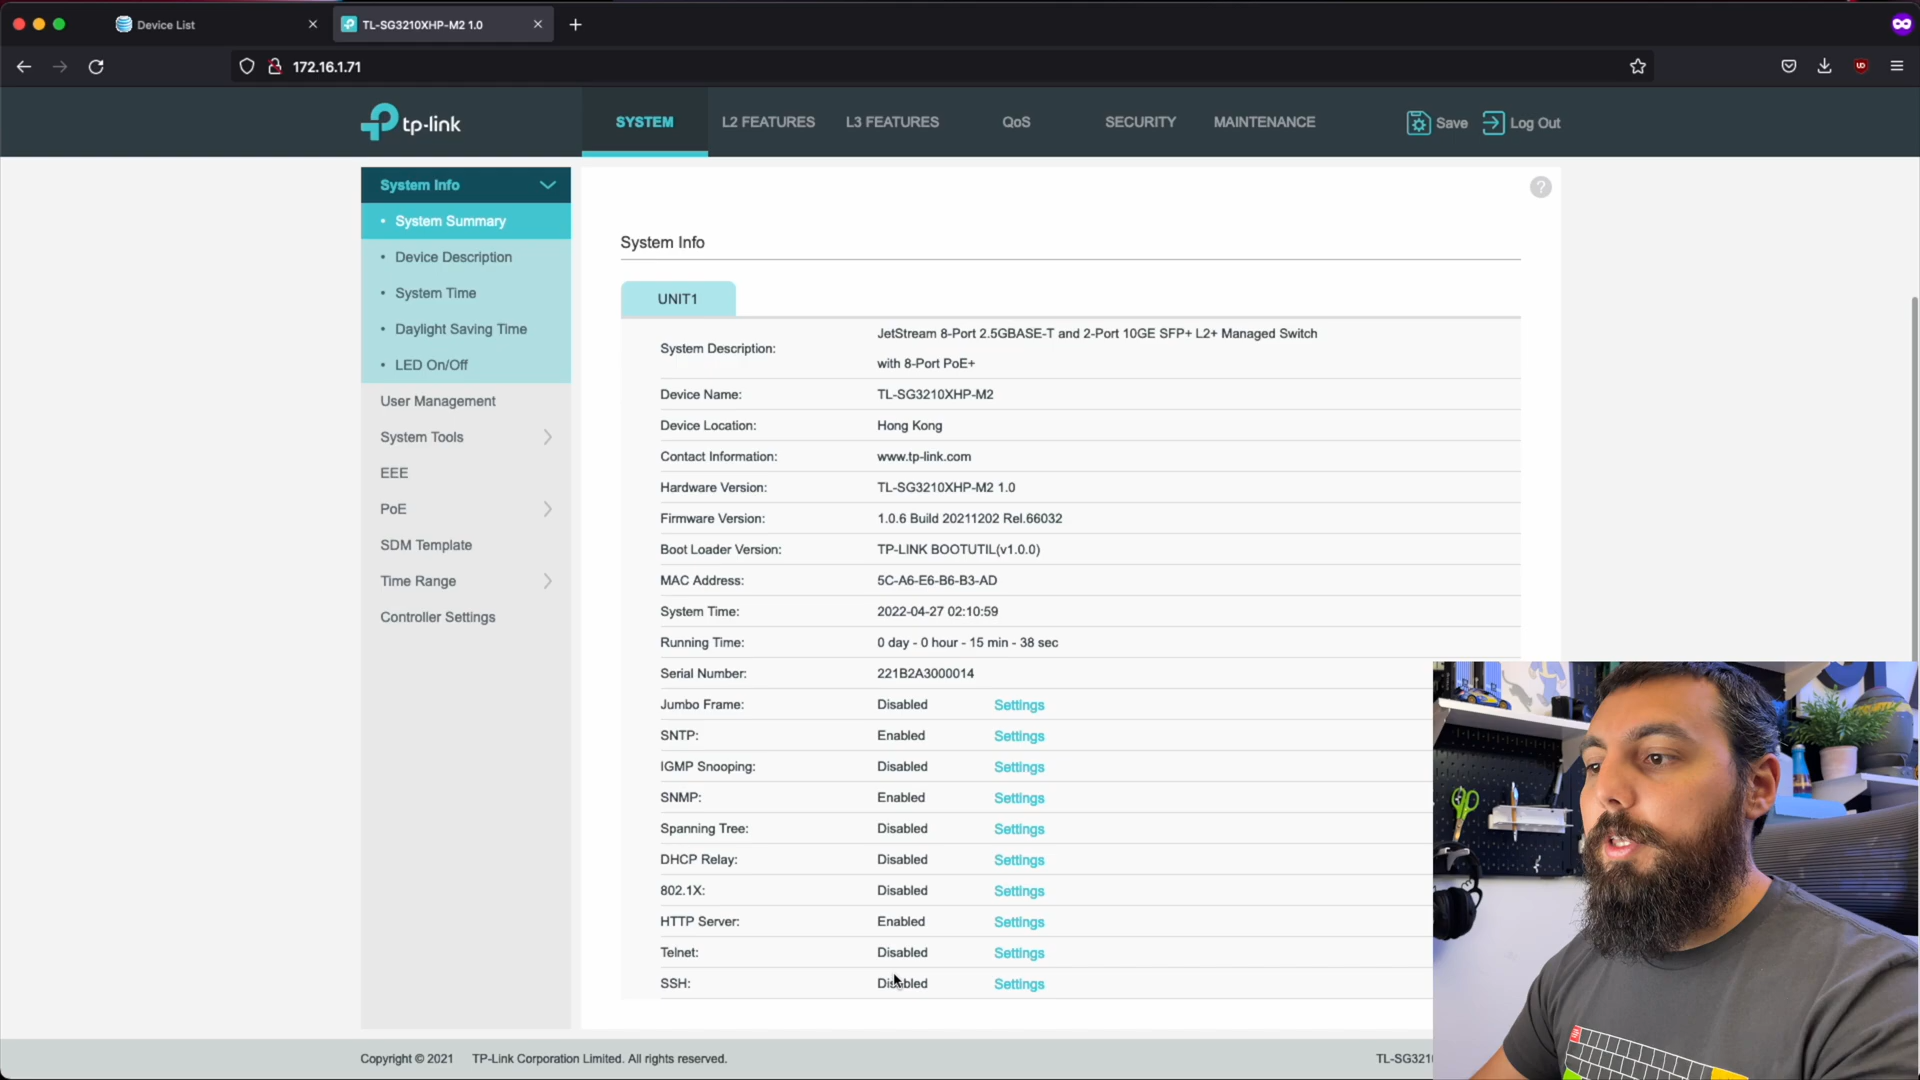 Device List
TL-SG3210XHP-M2 1.0
172.16.1.71
UD
tp-link
SYSTEM
L2 FEATURES
L3 FEATURES
QoS
SECURITY
MAINTENANCE
Save
Log Out
System Info
• System Summary
• Device Description
• System Time
• Daylight Saving Time
• LED On/Off
User Management
System Tools
EEE
PoE
SDM Template
Time Range
Controller Settings
?
System Info
UNIT1
System Description: JetStream 8-Port 2.5GBASE-T and 2-Port 10GE SFP+ L2+ Managed Switch
with 8-Port PoE+
Device Name: TL-SG3210XHP-M2
Device Location: Hong Kong
Contact Information: www.tp-link.com
Hardware Version: TL-SG3210XHP-M2 1.0
Firmware Version: 1.0.6 Build 20211202 Rel.66032
Boot Loader Version: TP-LINK BOOTUTIL(v1.0.0)
MAC Address: 5C-A6-E6-B6-B3-AD
System Time: 2022-04-27 02:10:59
Running Time: 0 day - 0 hour - 15 min - 38 sec
Serial Number: 221B2A3000014
Jumbo Frame: Disabled Settings
SNTP: Enabled Settings
IGMP Snooping: Disabled Settings
SNMP: Enabled Settings
Spanning Tree: Disabled Settings
DHCP Relay: Disabled Settings
802.1X: Disabled Settings
HTTP Server: Enabled Settings
Telnet: Disabled Settings
SSH: Disabled Settings
Copyright © 2021 TP-Link Corporation Limited. All rights reserved.
TL-SG321